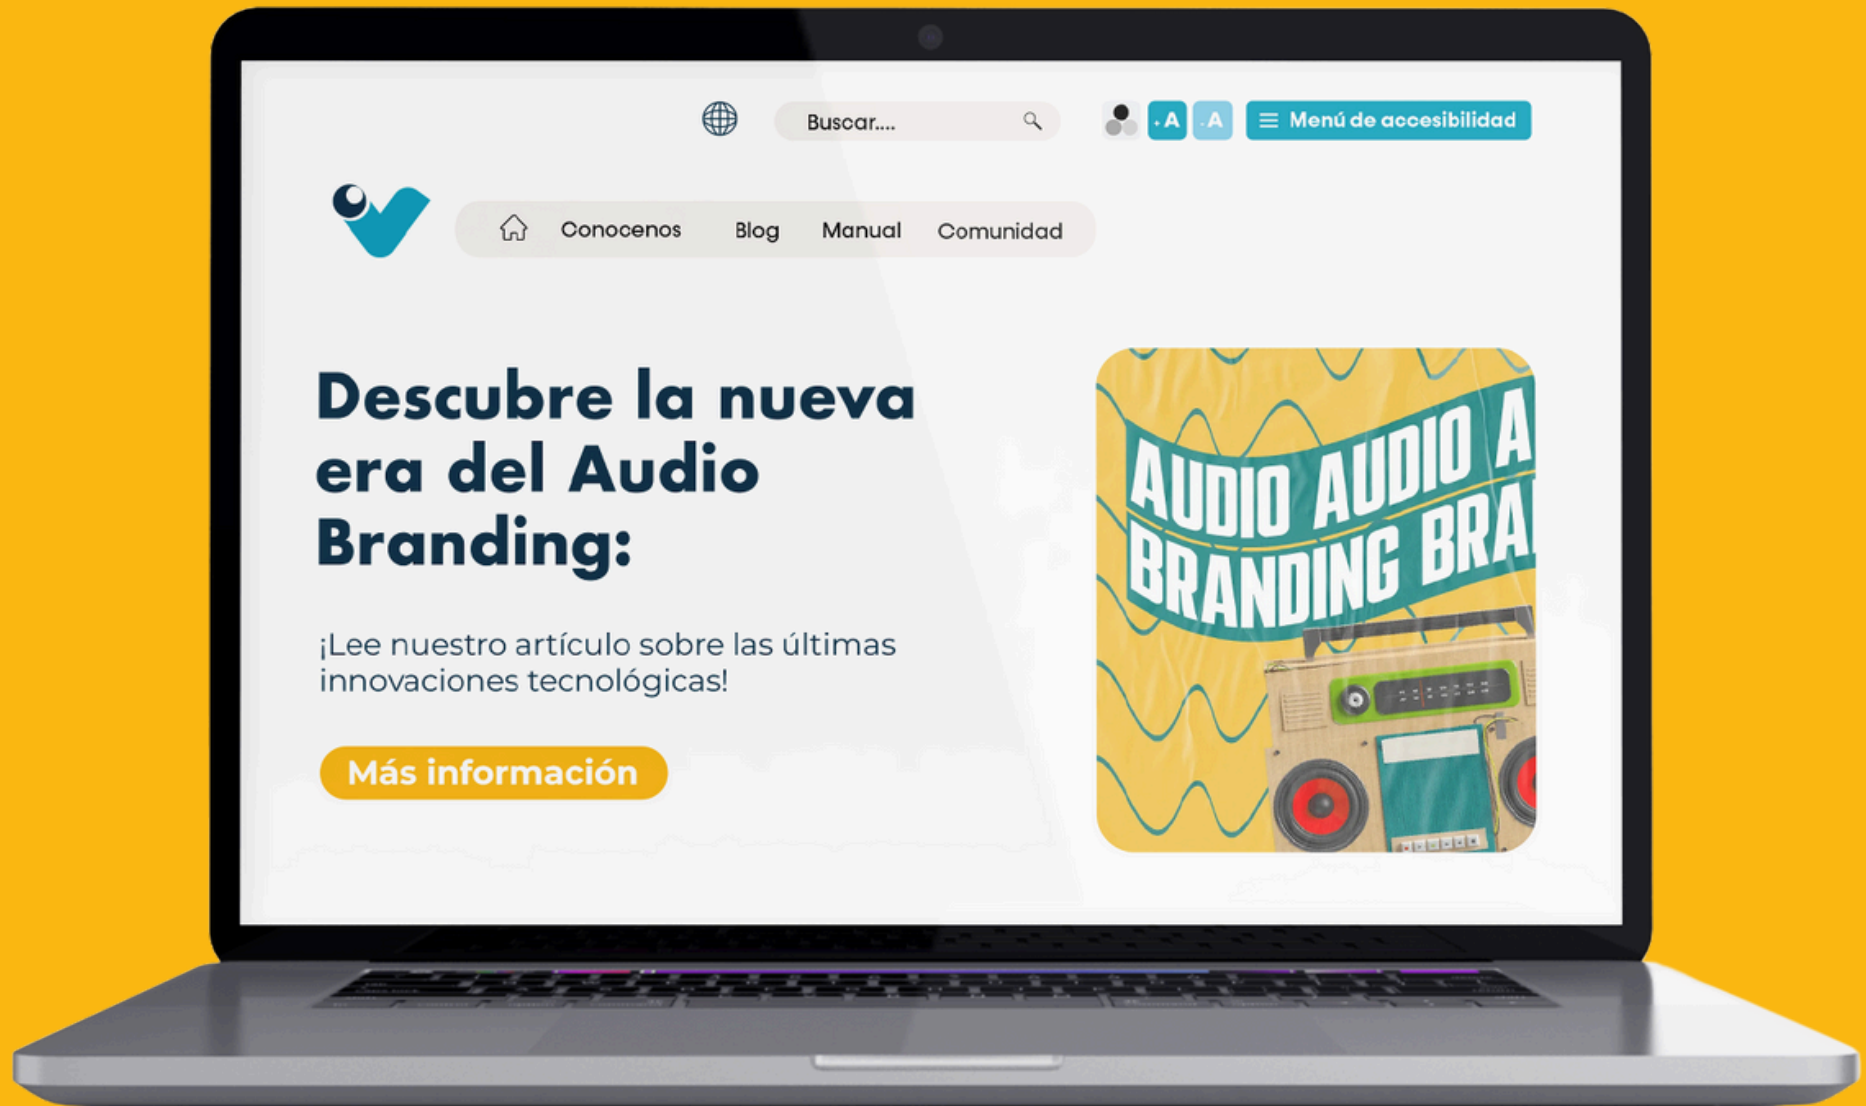 Buscar....
+ A
- A
Menú de accesibilidad
Conocenos
Blog
Manual
Comunidad
Descubre la nueva
era del Audio
Branding:
¡Lee nuestro artículo sobre las últimas
innovaciones tecnológicas!
Más información
AUDIO AUDIO A
BRANDING BRA